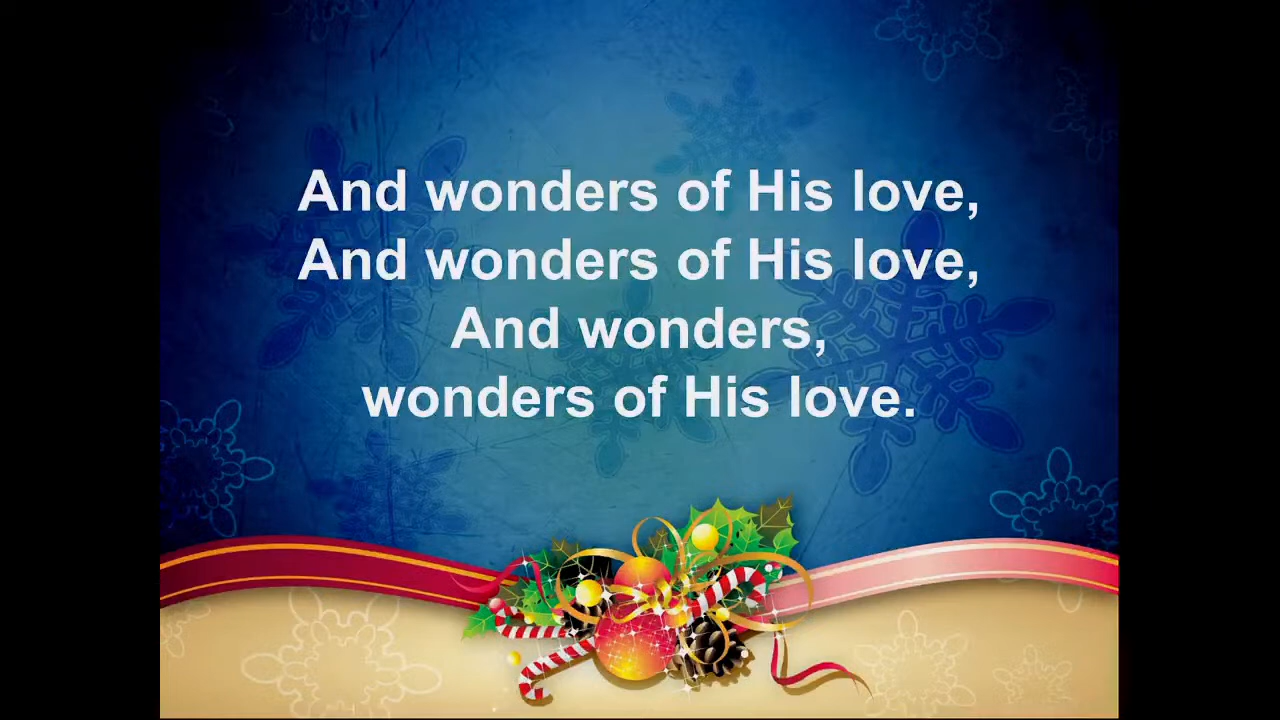 And wonders of His love,
And wonders of His love,
And wonders,
wonders of His love.